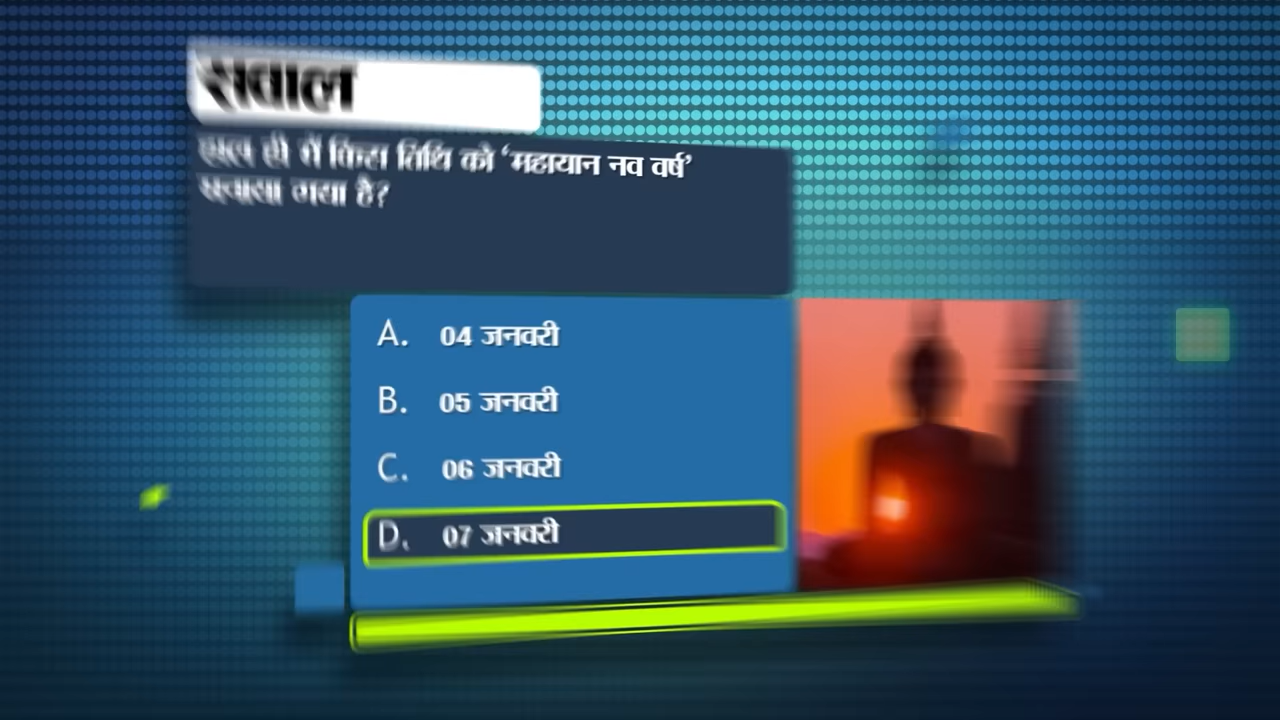 सवाल
हाल ही में किस तिथि को ‘महायान नव वर्ष’
मनाया गया है?
A. 04 जनवरी
B. 05 जनवरी
C. 06 जनवरी
D. 07 जनवरी